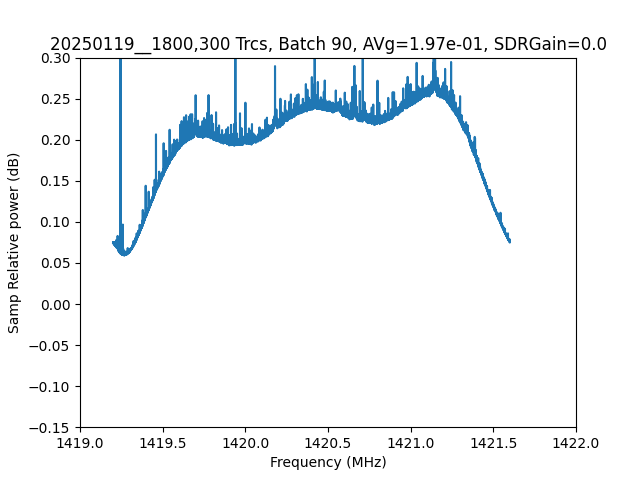 20250119__1800,300 Trcs, Batch 90, AVg=1.97e-01, SDRGain=0.0
0.30
0.25
0.20
0.15
0.10
0.05
0.00
−0.05
−0.10
−0.15
Samp Relative power (dB)
1419.0 1419.5 1420.0 1420.5 1421.0 1421.5 1422.0
Frequency (MHz)